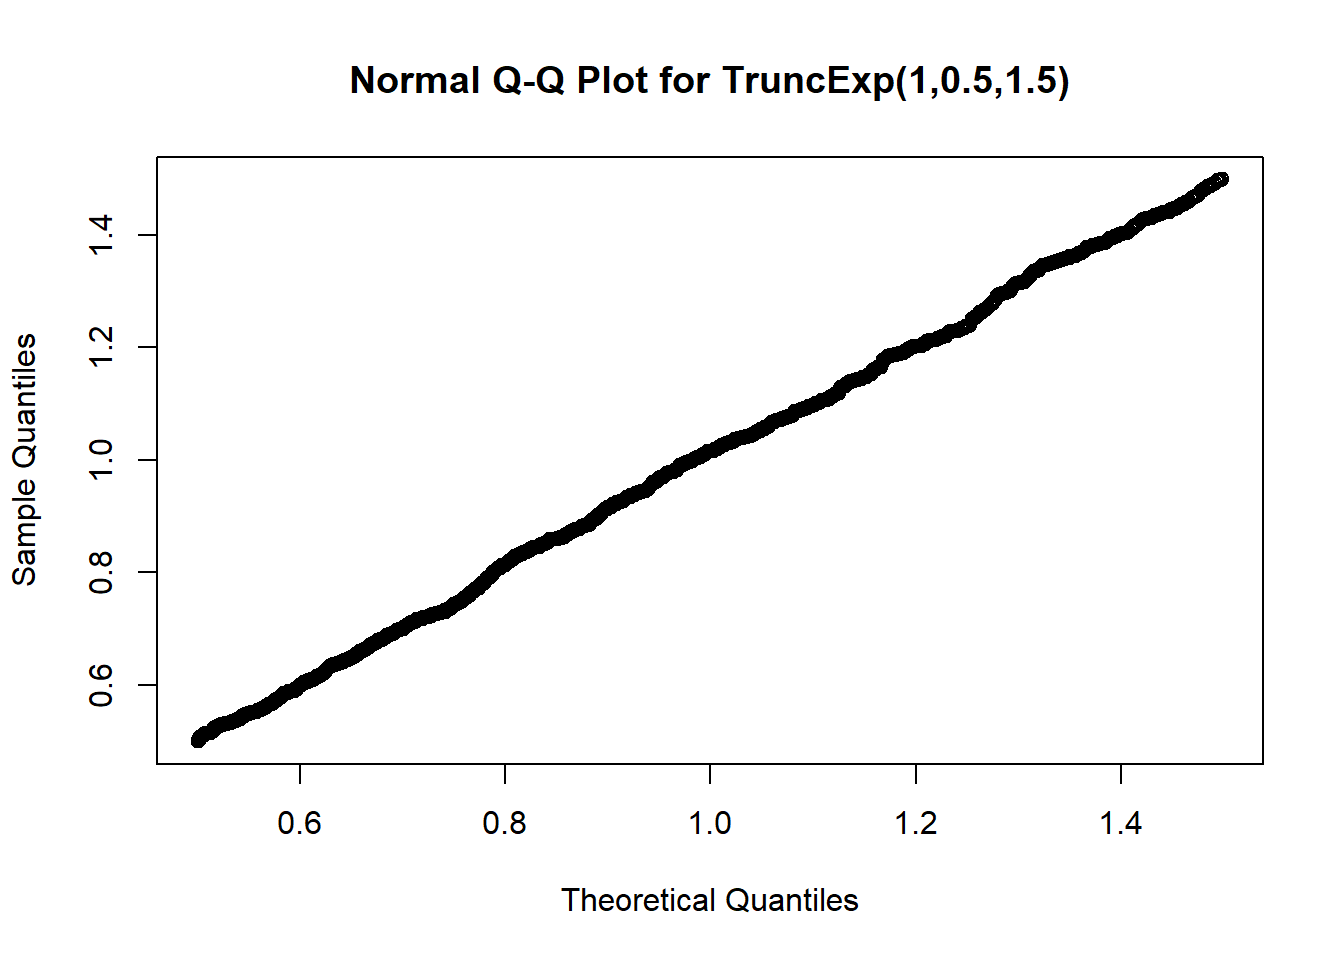 Normal Q-Q Plot for TruncExp(1,0.5,1.5)
Sample Quantiles
1.4
1.2
1.0
0.8
0.6
0.6 0.8 1.0 1.2 1.4
Theoretical Quantiles